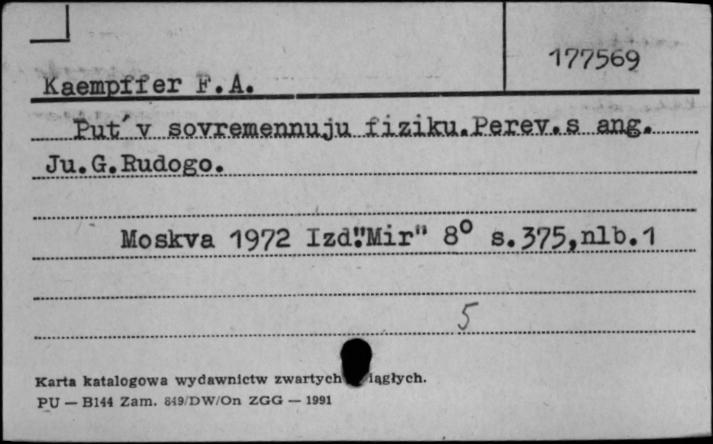 177569
Kaempffer F.A.
Put´v sovremennuju fiziku.Perev.s ang.
Ju.G.Rudogo.
Moskva 1972 Izd."Mir" 8° s.375,nlb.1
5
Karta katalogowa wydawnictw zwartych iągłych.
PU — B144 Zam. 849/DW/On ZGG — 1991